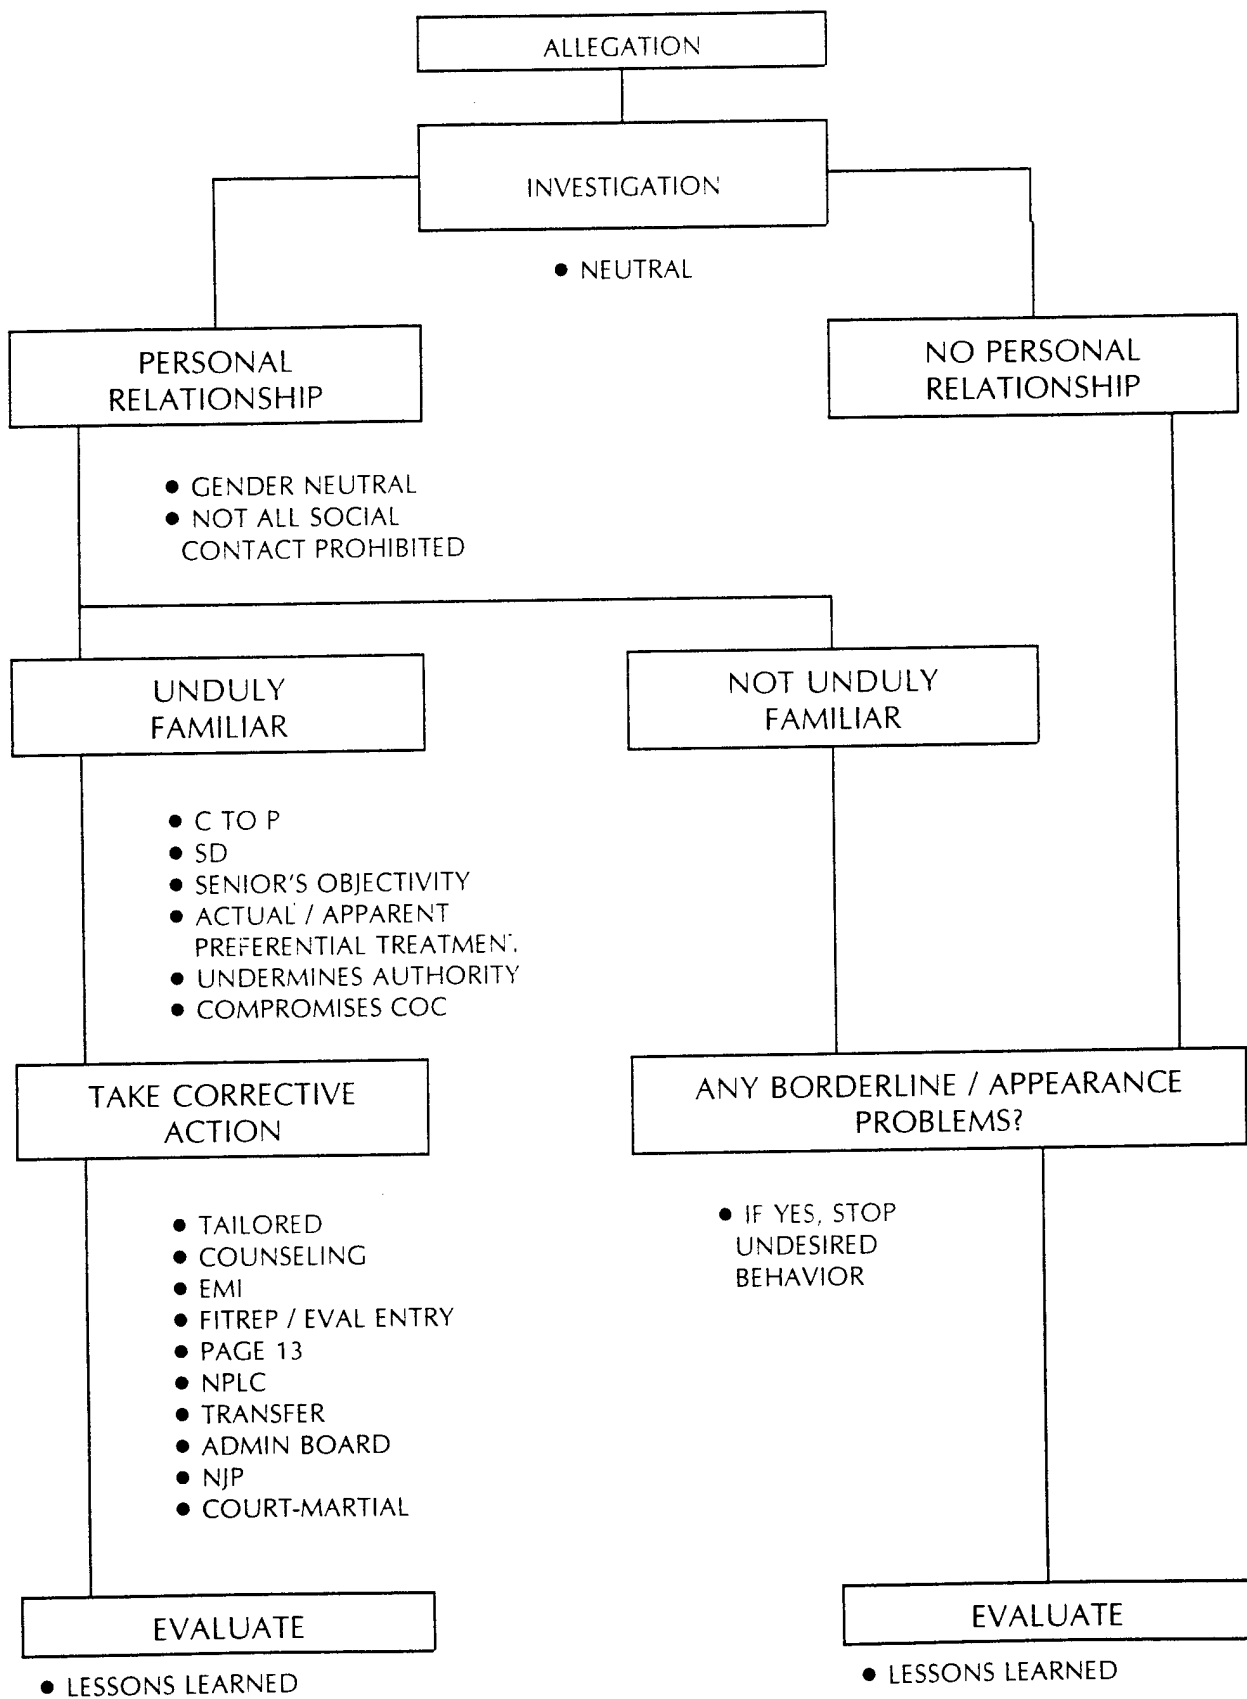 ALLEGATION
INVESTIGATION
● NEUTRAL
PERSONAL
RELATIONSHIP
NO PERSONAL
RELATIONSHIP
● GENDER NEUTRAL
● NOT ALL SOCIAL
CONTACT PROHIBITED
UNDULY
FAMILIAR
NOT UNDULY
FAMILIAR
● C TO P
● SD
● SENIOR'S OBJECTIVITY
● ACTUAL / APPARENT
PREFERENTIAL TREATMENT
● UNDERMINES AUTHORITY
● COMPROMISES COC
TAKE CORRECTIVE
ACTION
ANY BORDERLINE / APPEARANCE
PROBLEMS?
● TAILORED
● COUNSELING
● EMI
● FITREP / EVAL ENTRY
● PAGE 13
● NPLC
● TRANSFER
● ADMIN BOARD
● NJP
● COURT-MARTIAL
● IF YES, STOP
UNDESIRED
BEHAVIOR
EVALUATE
● LESSONS LEARNED
EVALUATE
● LESSONS LEARNED